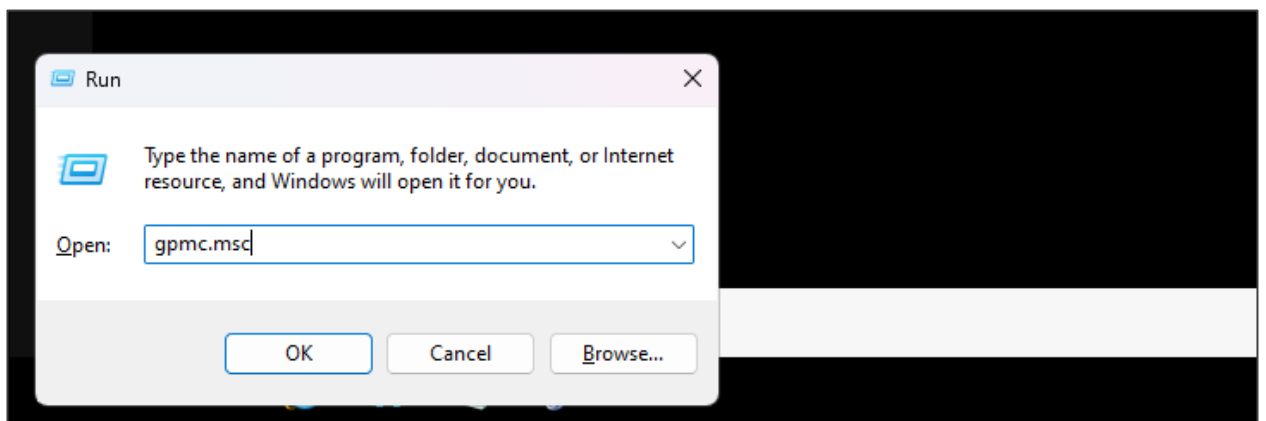 Run
Type the name of a program, folder, document, or Internet
resource, and Windows will open it for you.
Open: gpmc.msc
OK Cancel Browse...